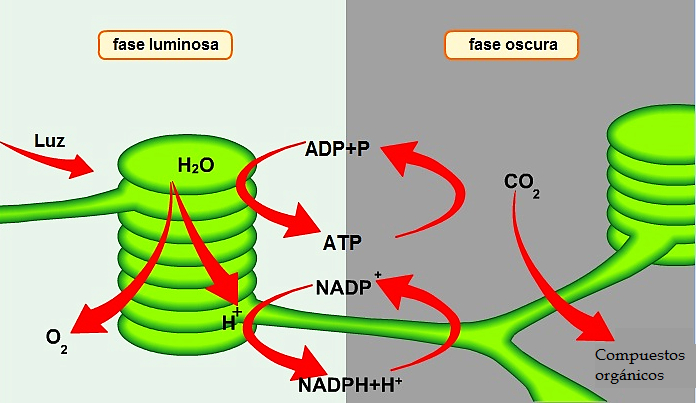 fase luminosa
fase oscura
Luz
H₂O
ADP+P
CO₂
ATP
NADP⁺
H⁺
O₂
Compuestos
orgánicos
NADPH+H⁺